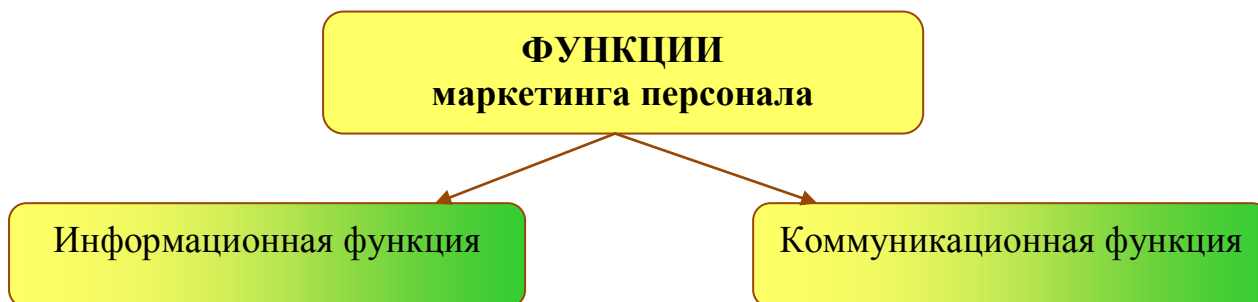 ФУНКЦИИ
маркетинга персонала
Информационная функция
Коммуникационная функция